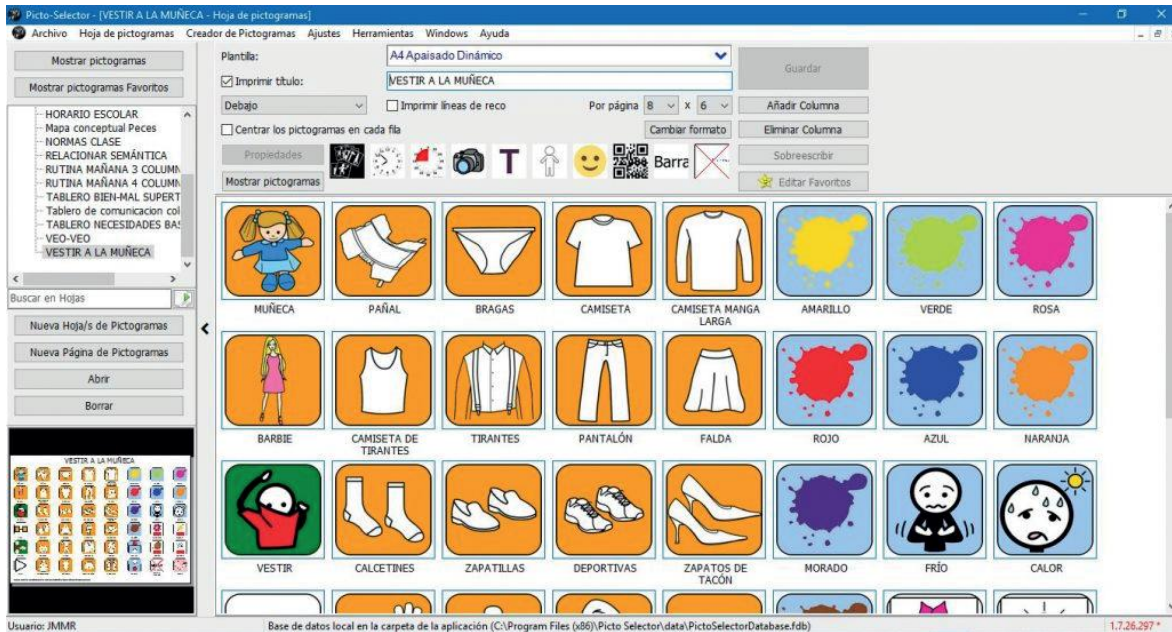 Picto-Selector - [VESTIR A LA MUÑECA - Hoja de pictogramas]
Archivo Hoja de pictogramas Creador de Pictogramas Ajustes Herramientas Windows Ayuda
Mostrar pictogramas
Mostrar pictogramas Favoritos
HORARIO ESCOLAR
Mapa conceptual Peces
NORMAS CLASE
RELACIONAR SEMÁNTICA
RUTINA MAÑANA 3 COLUMN
RUTINA MAÑANA 4 COLUMN
TABLERO BIEN-MAL SUPERT
Tablero de comunicacion col
TABLERO NECESIDADES BAS
VEO-VEO
VESTIR A LA MUÑECA
Buscar en Hojas
Nueva Hoja/s de Pictogramas
Nueva Página de Pictogramas
Abrir
Borrar
VESTIR A LA MUÑECA
Plantilla: A4 Apaisado Dinámico
Imprimir título: VESTIR A LA MUÑECA
Debajo Imprimir líneas de reco Por página 8 x 6
Centrar los pictogramas en cada fila Cambiar formato
Propiedades T Barra
Mostrar pictogramas
Guardar
Añadir Columna
Eliminar Columna
Sobreescribir
Editar Favoritos
MUÑECA PAÑAL BRAGAS CAMISETA CAMISETA MANGA LARGA AMARILLO VERDE ROSA
BARBIE CAMISETA DE TIRANTES TIRANTES PANTALÓN FALDA ROJO AZUL NARANJA
VESTIR CALCETINES ZAPATILLAS DEPORTIVAS ZAPATOS DE TACÓN MORADO FRÍO CALOR
Usuario: JMMR Base de datos local en la carpeta de la aplicación (C:\Program Files (x86)\Picto Selector\data\PictoSelectorDatabase.fdb) 1.7.26.297 *